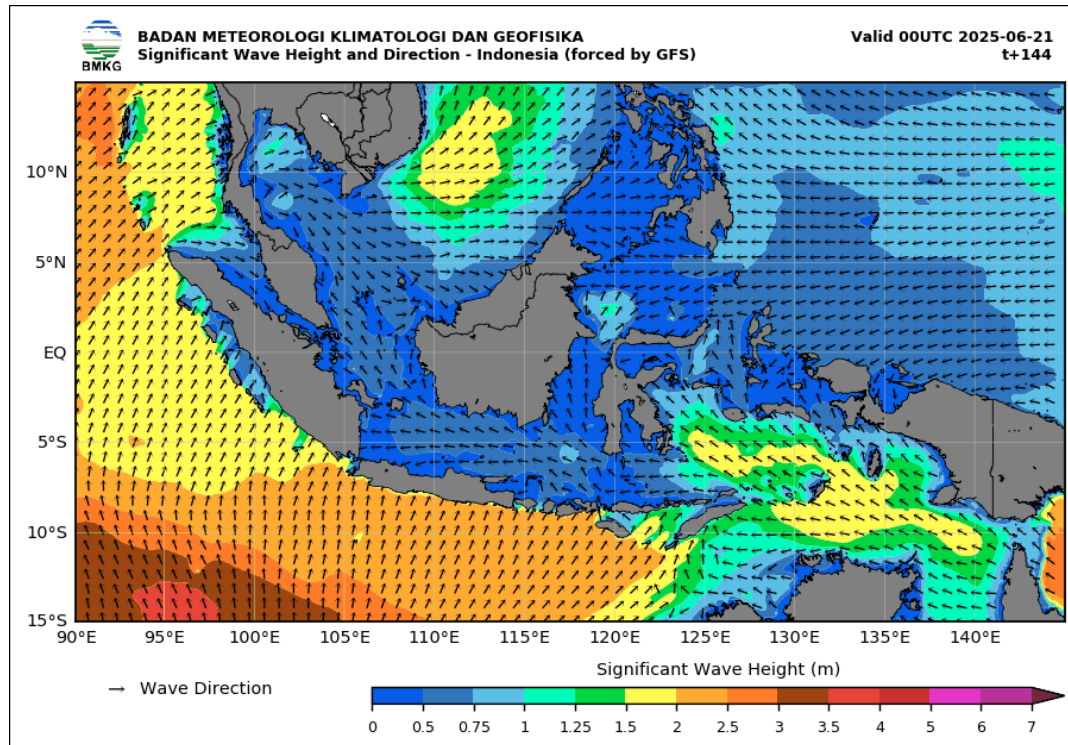 BMKG
BADAN METEOROLOGI KLIMATOLOGI DAN GEOFISIKA
Significant Wave Height and Direction - Indonesia (forced by GFS)
Valid 00UTC 2025-06-21
t+144
10°N
5°N
EQ
5°S
10°S
15°S
90°E 95°E 100°E 105°E 110°E 115°E 120°E 125°E 130°E 135°E 140°E
Wave Direction
Significant Wave Height (m)
0 0.5 0.75 1 1.25 1.5 2 2.5 3 3.5 4 5 6 7